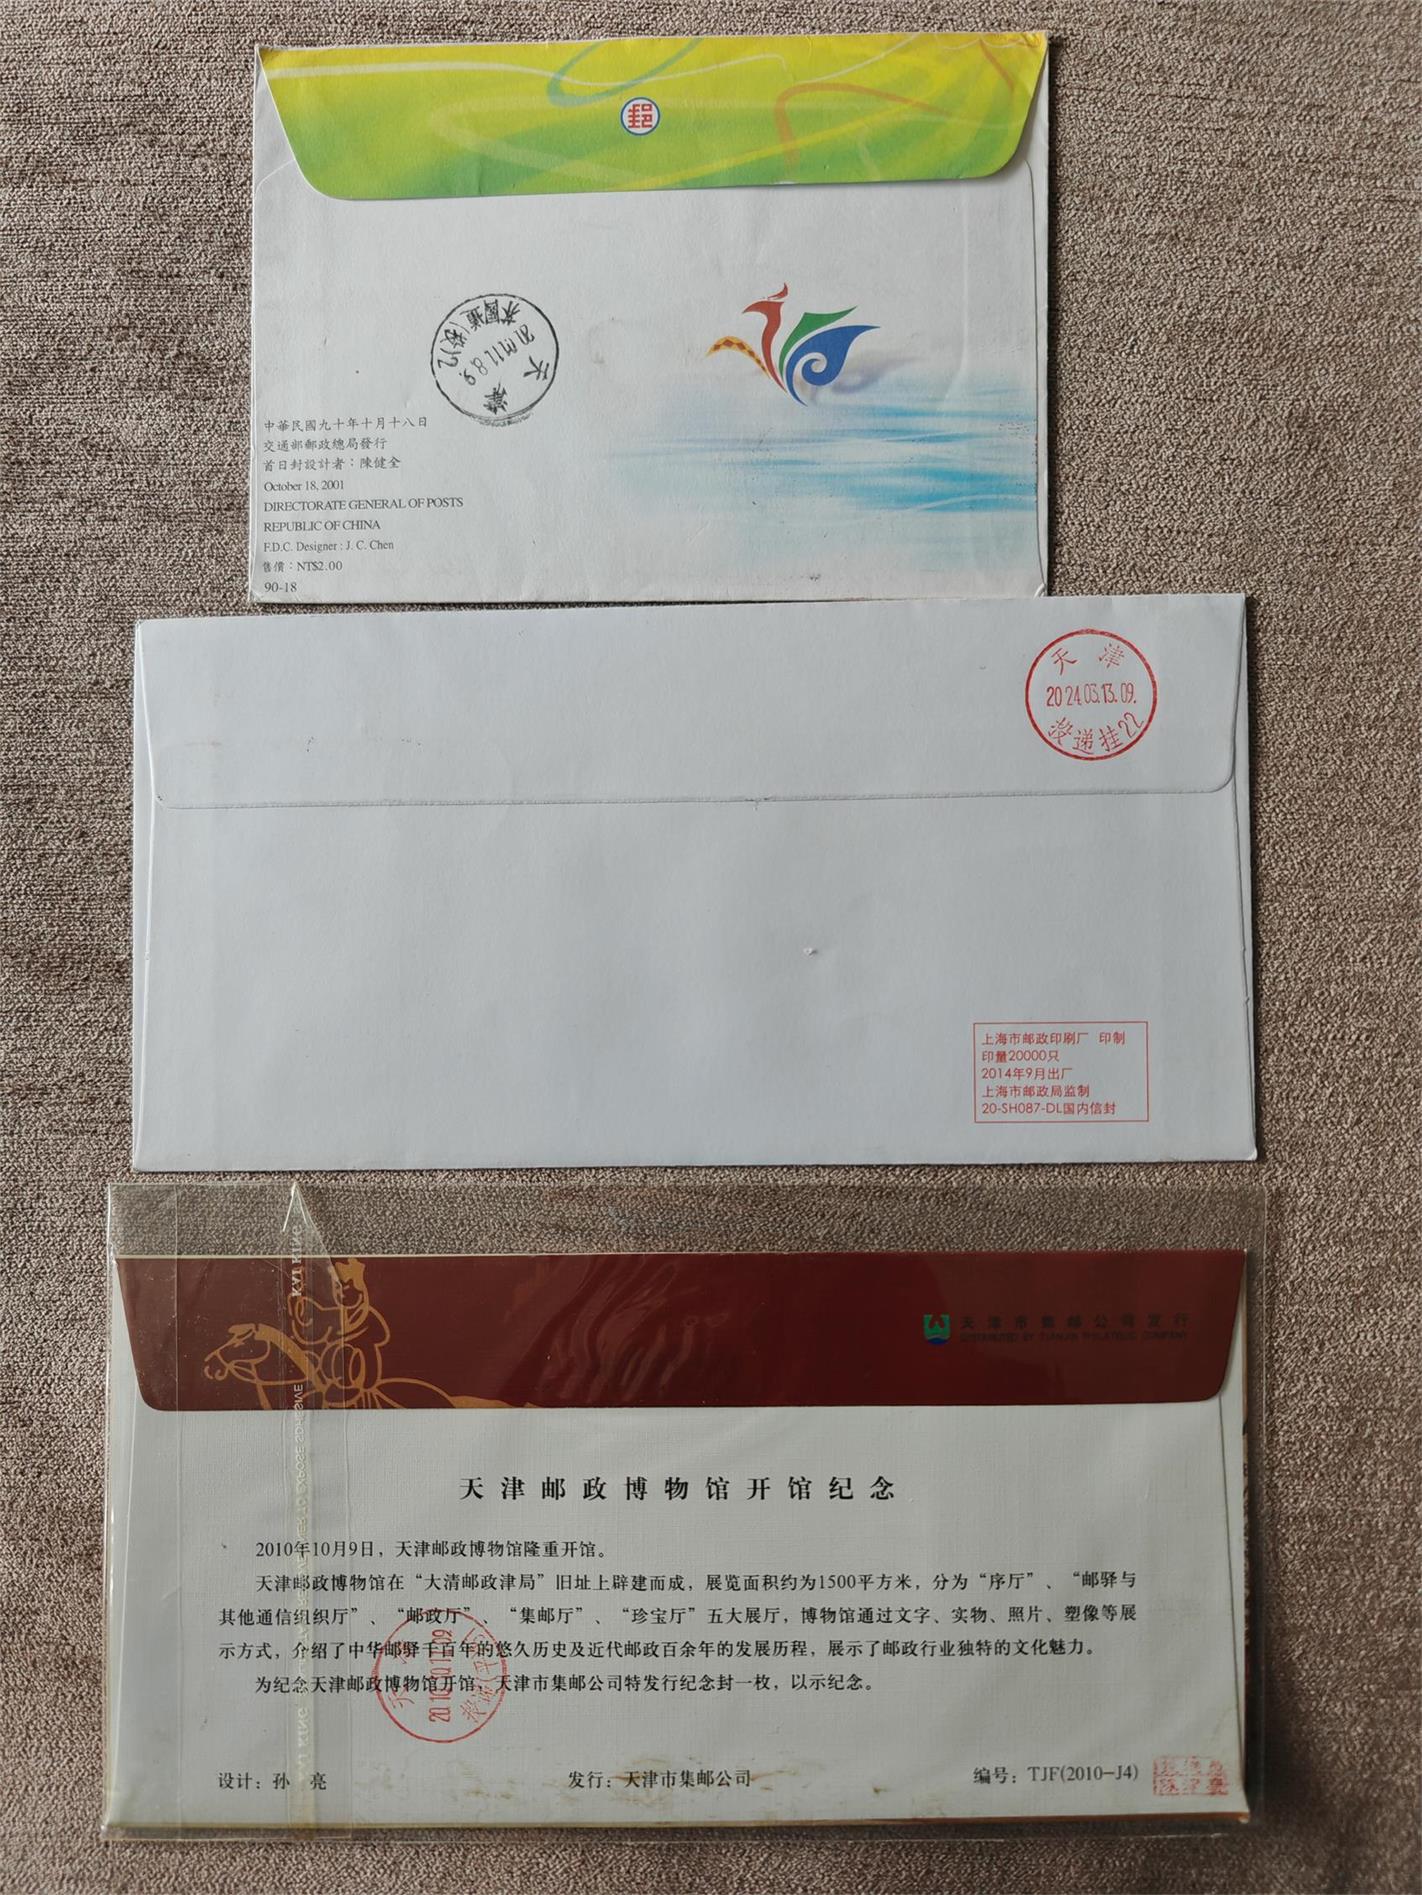 郵
天 津
中華民國九十年十月十八日
交通部郵政總局發行
首日封設計者：陳健全
October 18, 2001
DIRECTORATE GENERAL OF POSTS
REPUBLIC OF CHINA
F.D.C. Designer : J. C. Chen
售價：NT$2.00
90-18
天 津
2024.03.13.09.
投递挂22
上海市邮政印刷厂 印制
印量20000只
2014年9月出厂
上海市邮政局监制
20-SH087-DL国内信封
天津市集邮公司发行
DISTRIBUTED BY TIANJIN PHILATELIC COMPANY
天津邮政博物馆开馆纪念
2010年10月9日，天津邮政博物馆隆重开馆。
天津邮政博物馆在“大清邮政津局”旧址上辟建而成，展览面积约为1500平方米，分为“序厅”、“邮驿与
其他通信组织厅”、“邮政厅”、“集邮厅”、“珍宝厅”五大展厅，博物馆通过文字、实物、照片、塑像等展
示方式，介绍了中华邮驿千百年的悠久历史及近代邮政百余年的发展历程，展示了邮政行业独特的文化魅力。
为纪念天津邮政博物馆开馆，天津市集邮公司特发行纪念封一枚，以示纪念。
设计：孙 亮
发行：天津市集邮公司
编号：TJF(2010-J4)